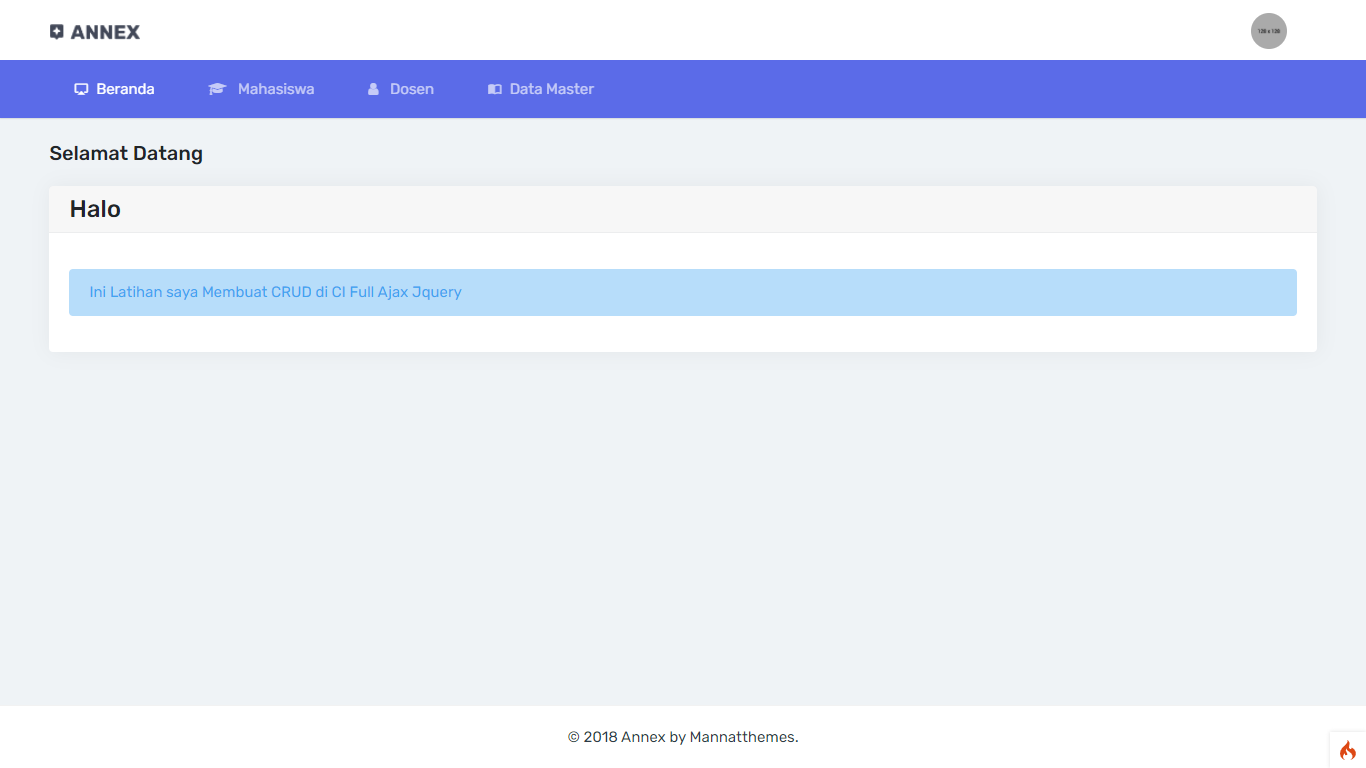 ANNEX
128 x 128
Beranda
Mahasiswa
Dosen
Data Master
Selamat Datang
Halo
Ini Latihan saya Membuat CRUD di CI Full Ajax Jquery
© 2018 Annex by Mannatthemes.